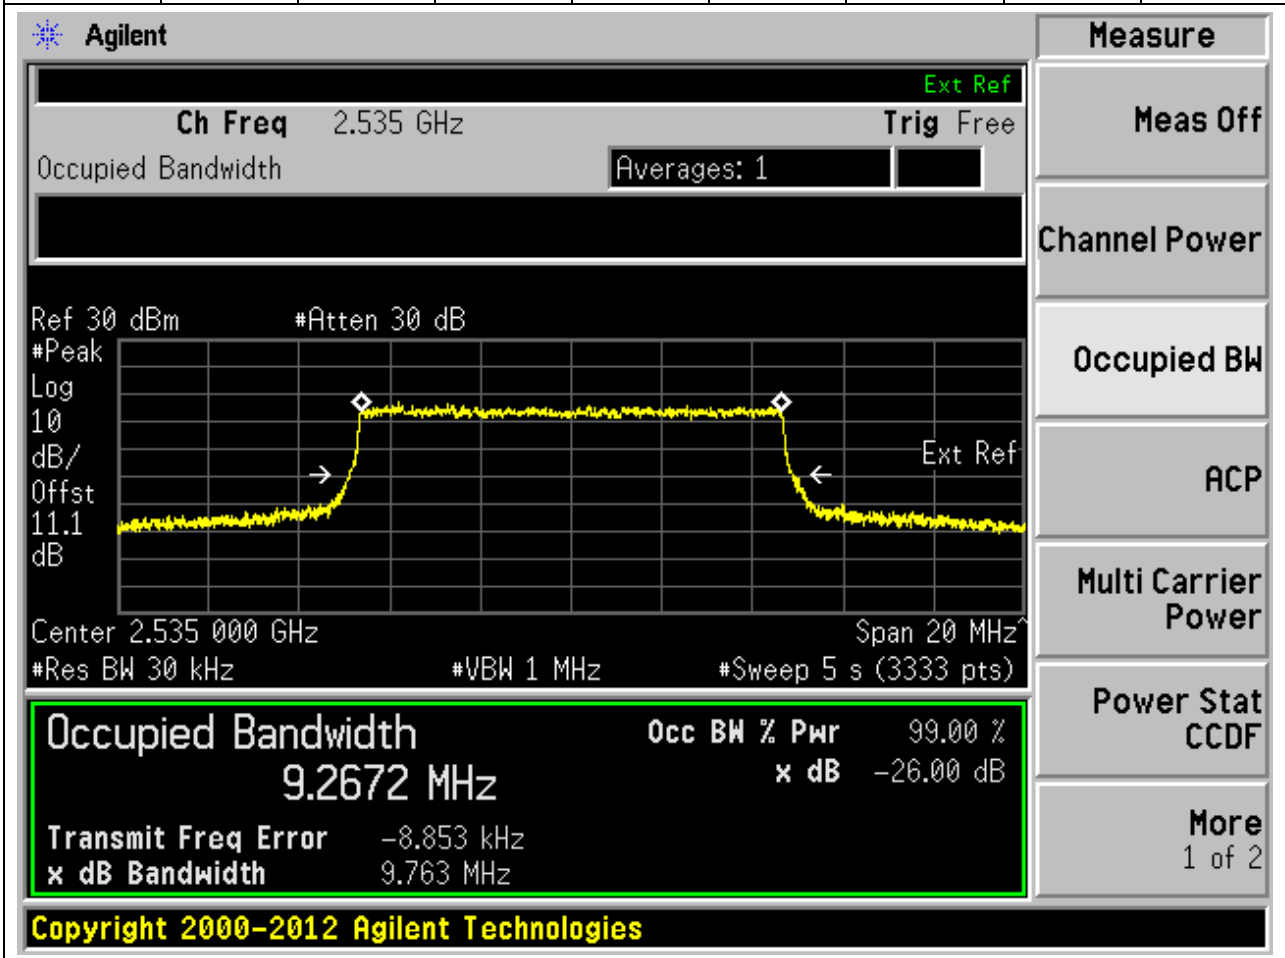 Agilent
Measure
Ext Ref
Ch Freq 2.535 GHz Trig Free
Meas Off
Occupied Bandwidth Averages: 1
Channel Power
Ref 30 dBm #Atten 30 dB
#Peak
Log
10
dB/
Offst
11.1
dB
Ext Ref
Occupied BW
ACP
Center 2.535 000 GHz Span 20 MHz^
#Res BW 30 kHz #VBW 1 MHz #Sweep 5 s (3333 pts)
Multi Carrier
Power
Occupied Bandwidth Occ BW % Pwr 99.00 %
9.2672 MHz x dB -26.00 dB
Transmit Freq Error -8.853 kHz
x dB Bandwidth 9.763 MHz
Power Stat
CCDF
More
1 of 2
Copyright 2000-2012 Agilent Technologies